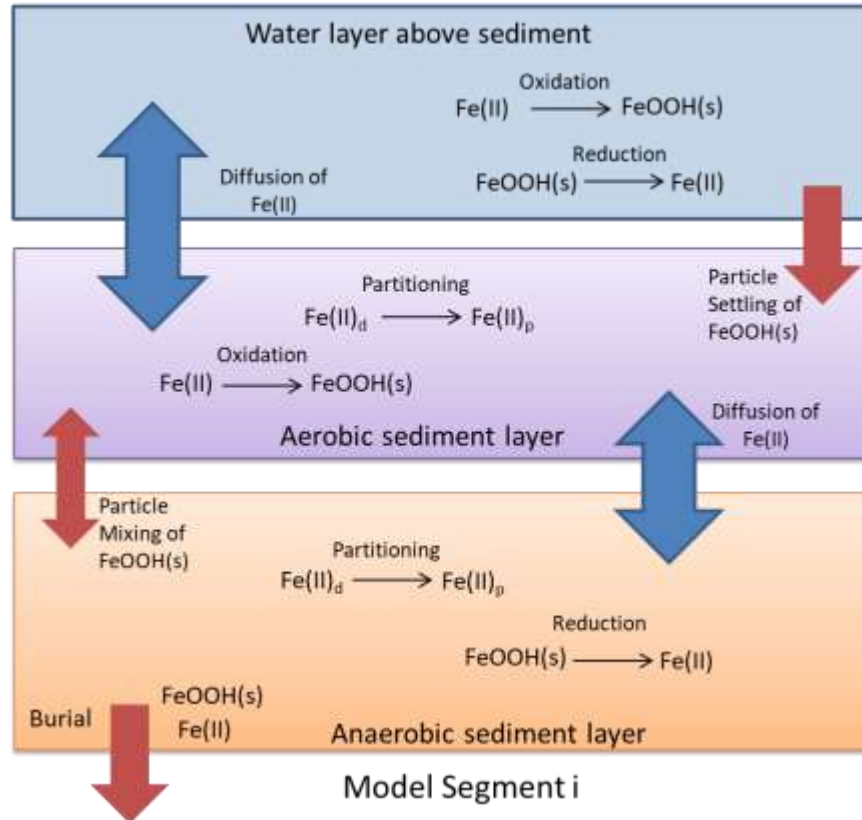 Water layer above sediment
Oxidation
Fe(II) ⟶ FeOOH(s)
Reduction
FeOOH(s) ⟶ Fe(II)
Diffusion of
Fe(II)
Particle
Settling of
FeOOH(s)
Partitioning
Fe(II)d ⟶ Fe(II)p
Oxidation
Fe(II) ⟶ FeOOH(s)
Aerobic sediment layer
Diffusion of
Fe(II)
Particle
Mixing of
FeOOH(s)
Partitioning
Fe(II)d ⟶ Fe(II)p
Reduction
FeOOH(s) ⟶ Fe(II)
Burial
FeOOH(s)
Fe(II)
Anaerobic sediment layer
Model Segment i